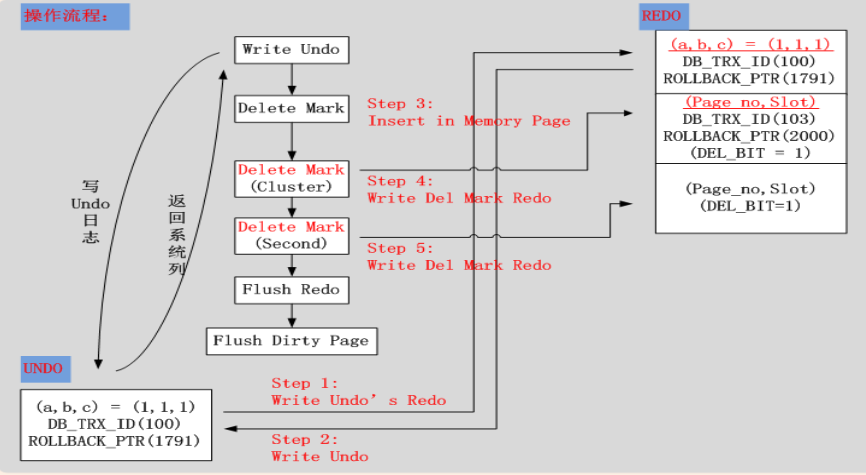 操作流程：
REDO
Write Undo
Delete Mark
Step 3:
Insert in Memory Page
Delete Mark
(Cluster)
Step 4:
Write Del Mark Redo
Delete Mark
(Second)
Step 5:
Write Del Mark Redo
Flush Redo
Flush Dirty Page
写
Undo
日
志
返
回
系
统
列
(a,b,c) = (1,1,1)
DB_TRX_ID(100)
ROLLBACK_PTR(1791)
(Page_no,Slot)
DB_TRX_ID(103)
ROLLBACK_PTR(2000)
(DEL_BIT = 1)
(Page_no,Slot)
(DEL_BIT=1)
UNDO
(a,b,c) = (1,1,1)
DB_TRX_ID(100)
ROLLBACK_PTR(1791)
Step 1:
Write Undo’s Redo
Step 2:
Write Undo